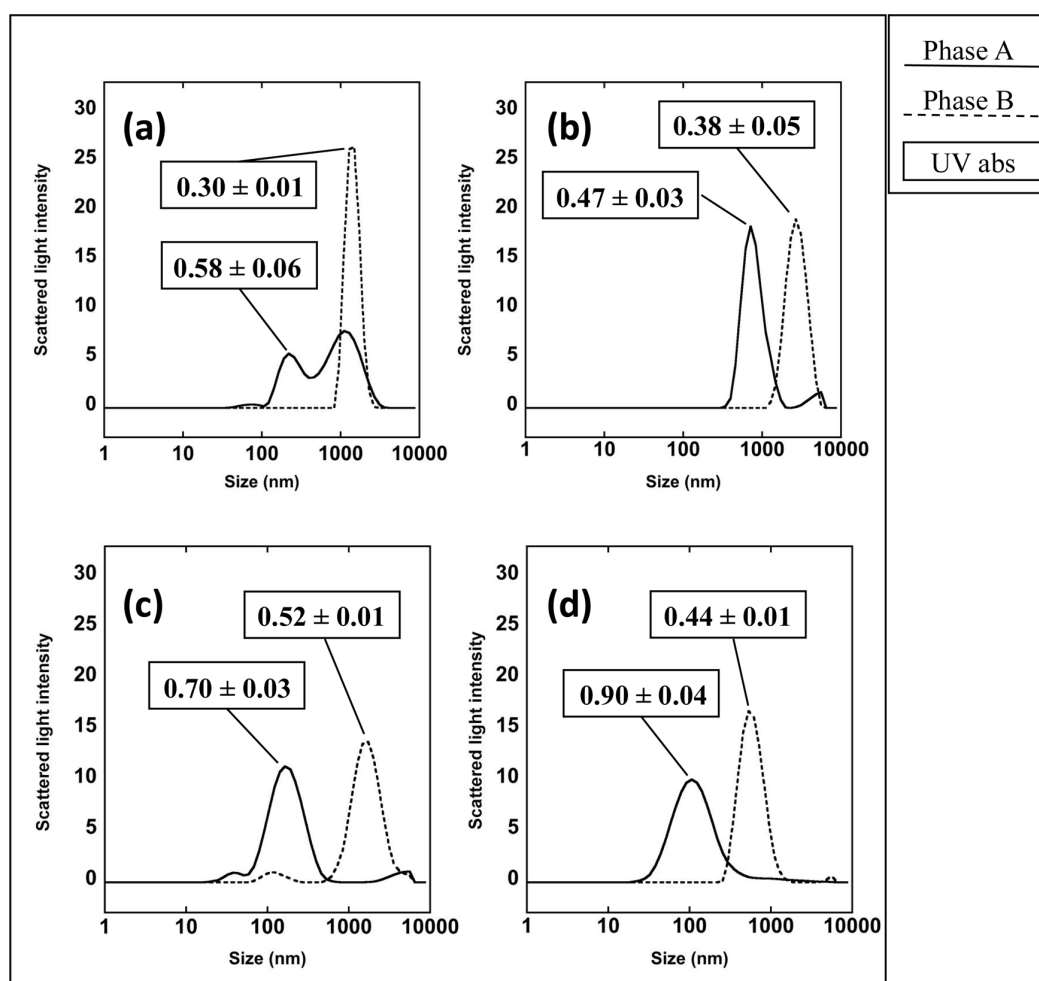 Phase A
Phase B
UV abs
(a)
30
25
20
15
10
5
0
Scattered light intensity
0.30 ± 0.01
0.58 ± 0.06
1 10 100 1000 10000
Size (nm)
(b)
30
25
20
15
10
5
0
Scattered light intensity
0.38 ± 0.05
0.47 ± 0.03
1 10 100 1000 10000
Size (nm)
(c)
30
25
20
15
10
5
0
Scattered light intensity
0.52 ± 0.01
0.70 ± 0.03
1 10 100 1000 10000
Size (nm)
(d)
30
25
20
15
10
5
0
Scattered light intensity
0.44 ± 0.01
0.90 ± 0.04
1 10 100 1000 10000
Size (nm)